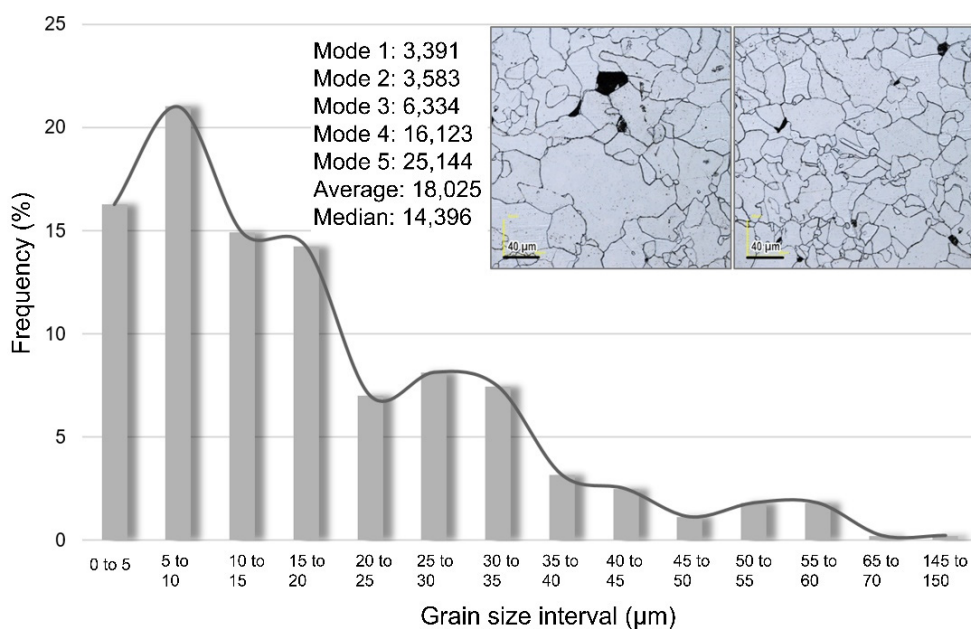 25
20
15
10
5
0
Frequency (%)
Mode 1: 3,391
Mode 2: 3,583
Mode 3: 6,334
Mode 4: 16,123
Mode 5: 25,144
Average: 18,025
Median: 14,396
40 µm
40 µm
0 to 5
5 to
10
10 to
15
15 to
20
20 to
25
25 to
30
30 to
35
35 to
40
40 to
45
45 to
50
50 to
55
55 to
60
65 to
70
145 to
150
Grain size interval (µm)